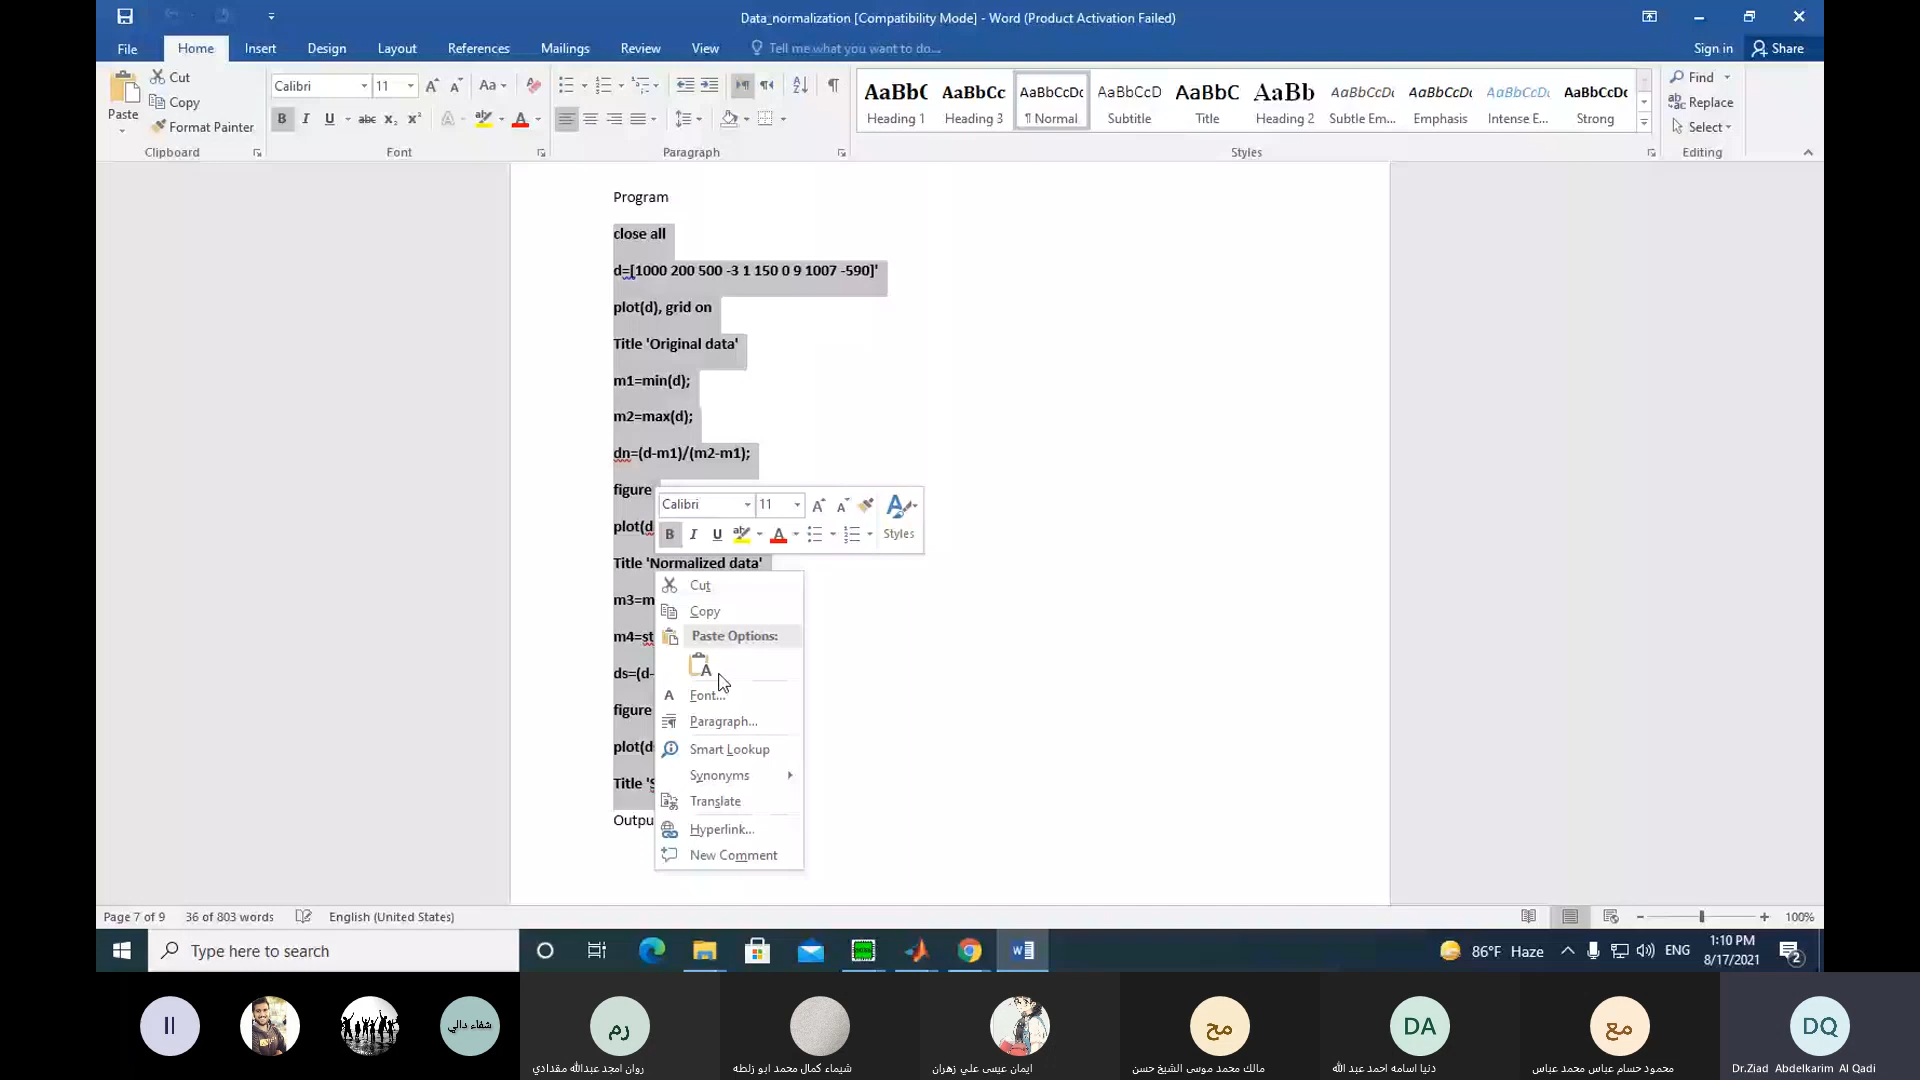 Data_normalization [Compatibility Mode] - Word (Product Activation Failed)
File Home Insert Design Layout References Mailings Review View Tell me what you want to do... Sign in Share
Paste
Cut
Copy
Format Painter
Calibri 11
Clipboard Font Paragraph Styles Editing
AaBbC Heading 1
AaBbCc Heading 3
AaBbCcDc ¶ Normal
AaBbCcD Subtitle
AaBbC Title
AaBb Heading 2
AaBbCcDc Subtle Em...
AaBbCcDc Emphasis
AaBbCcDc Intense E...
AaBbCcDc Strong
Find
Replace
Select
Program
close all
d=[1000 200 500 -3 1 150 0 9 1007 -590]'
plot(d), grid on
Title 'Original data'
m1=min(d);
m2=max(d);
dn=(d-m1)/(m2-m1);
figure
plot(d
Title 'Normalized data'
m3=m
m4=st
ds=(d-
figure
plot(d
Title 'S
Outpu
Calibri 11
B I U Styles
Cut
Copy
Paste Options:
Font...
Paragraph...
Smart Lookup
Synonyms
Translate
Hyperlink...
New Comment
Page 7 of 9 36 of 803 words English (United States) 100%
Type here to search
86°F Haze ENG
1:10 PM
8/17/2021
2
شفاء دالي
رم
مح
DA
مع
DQ
روان امجد عبدالله مقدادي
شيماء كمال محمد ابو زلطه
ايمان عيسى علي زهران
مالك محمد موسى الشيخ حسن
دنيا اسامه احمد عبد الله
محمود حسام عباس محمد عباس
Dr.Ziad Abdelkarim Al Qadi